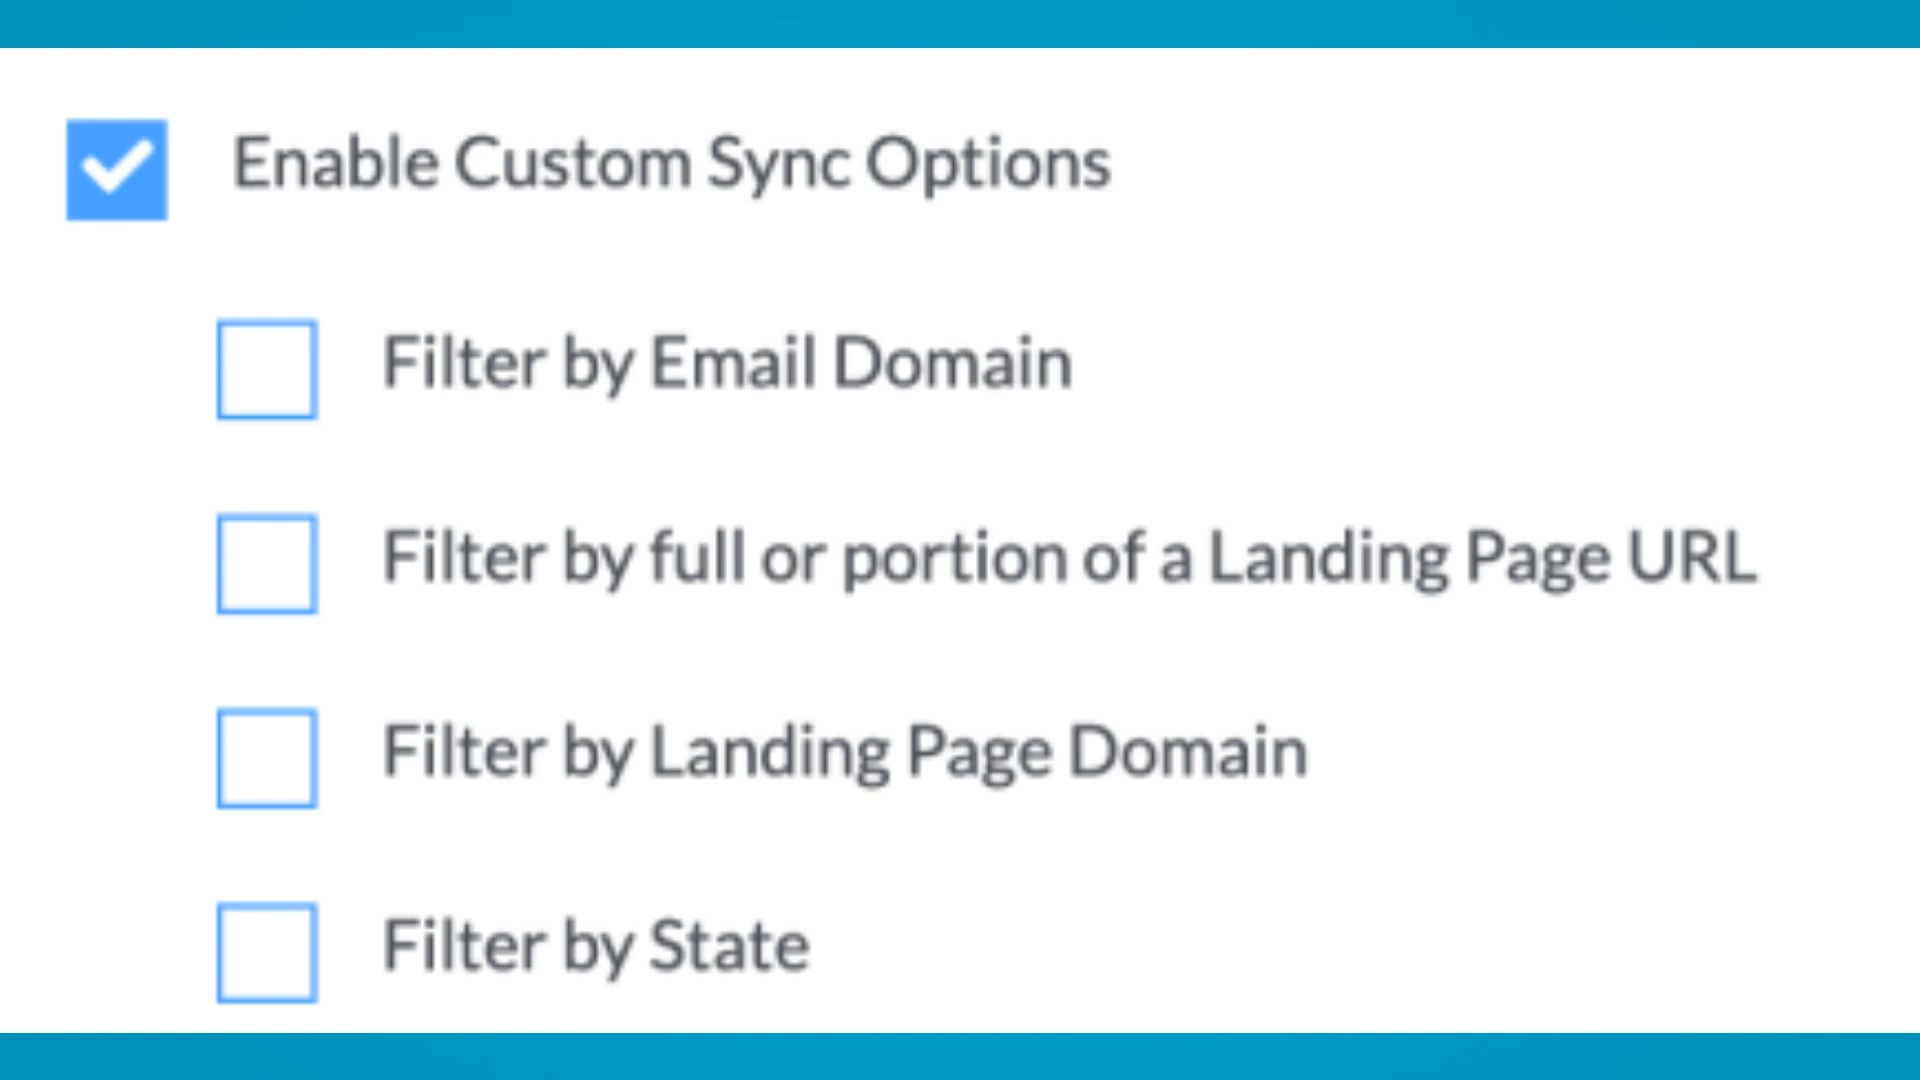 Enable Custom Sync Options
Filter by Email Domain
Filter by full or portion of a Landing Page URL
Filter by Landing Page Domain
Filter by State